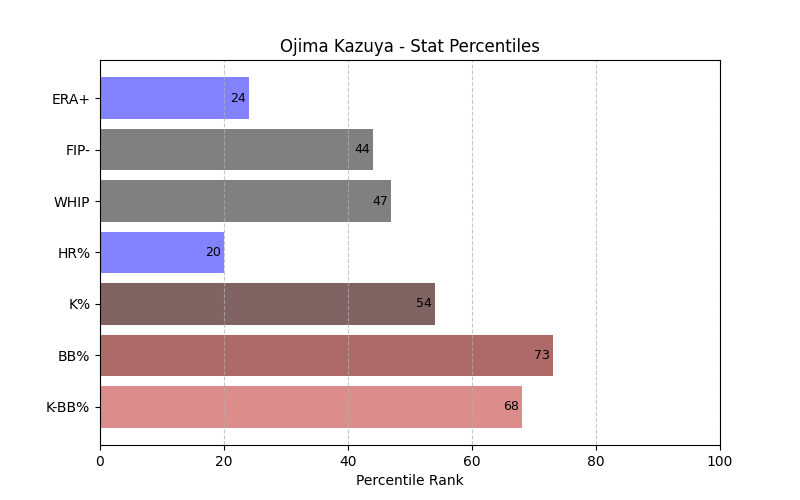 Ojima Kazuya - Stat Percentiles
ERA+ 24
FIP- 44
WHIP 47
HR% 20
K% 54
BB% 73
K-BB% 68
0 20 40 60 80 100
Percentile Rank